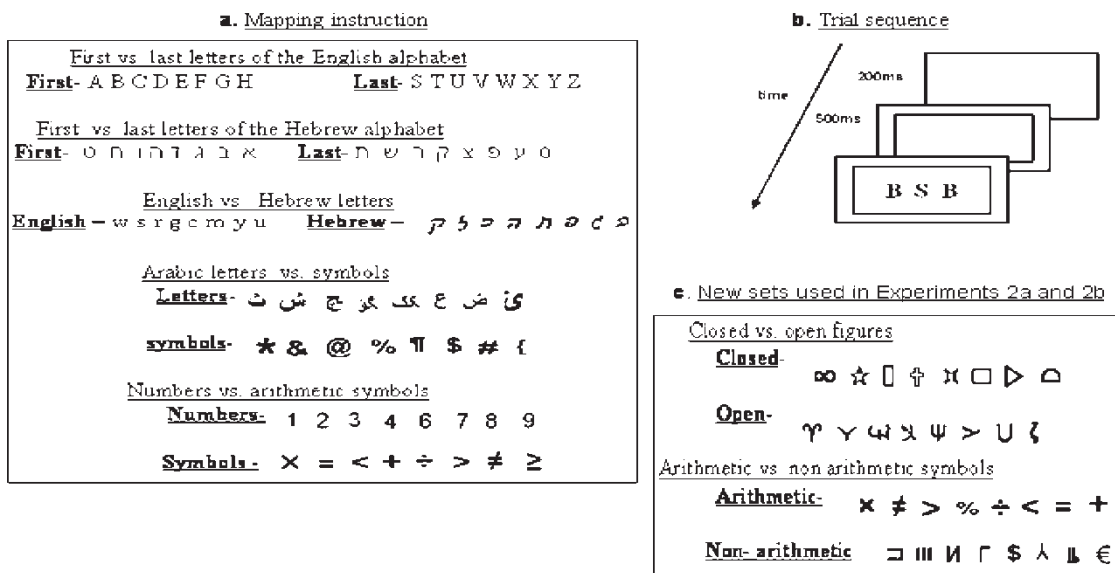 a. Mapping instruction
First vs last letters of the English alphabet
First- A B C D E F G H Last- S T U V W X Y Z
First vs last letters of the Hebrew alphabet
First- א ב ג ד ה ו ח ט Last- ס ע פ צ ק ר ש ת
English vs Hebrew letters
English – w s r g c m y u Hebrew –
Arabic letters vs. symbols
Letters- ث ش چ ع ض ئ
symbols- * & @ % ¶ $ # {
Numbers vs. arithmetic symbols
Numbers- 1 2 3 4 6 7 8 9
Symbols - × = < + ÷ > ≠ ≥
b. Trial sequence
200ms
time
500ms
B S B
c. New sets used in Experiments 2a and 2b
Closed vs. open figures
Closed-
Open-
Arithmetic vs non arithmetic symbols
Arithmetic- × ≠ > % ÷ < = +
Non- arithmetic